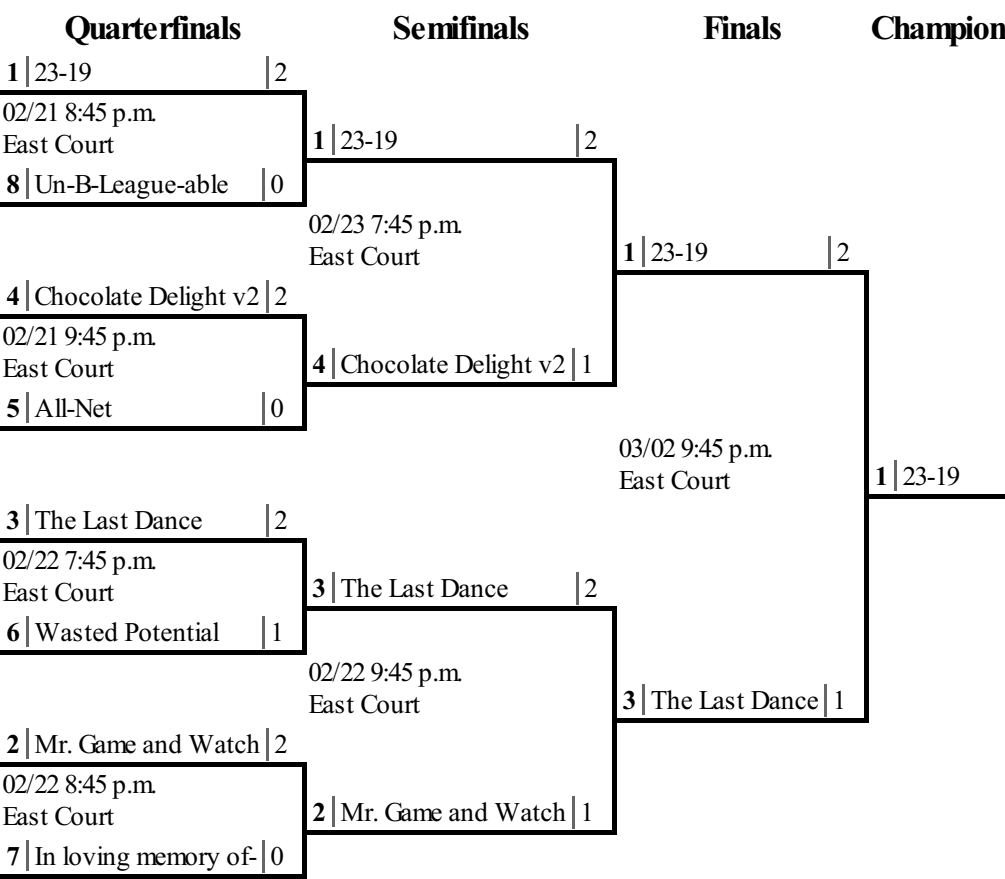 Quarterfinals Semifinals Finals Champion
1 23-19 2
02/21 8:45 p.m.
East Court
8 Un-B-League-able 0
4 Chocolate Delight v2 2
02/21 9:45 p.m.
East Court
5 All-Net 0
3 The Last Dance 2
02/22 7:45 p.m.
East Court
6 Wasted Potential 1
2 Mr. Game and Watch 2
02/22 8:45 p.m.
East Court
7 In loving memory of- 0
1 23-19 2
02/23 7:45 p.m.
East Court
4 Chocolate Delight v2 1
3 The Last Dance 2
02/22 9:45 p.m.
East Court
2 Mr. Game and Watch 1
1 23-19 2
03/02 9:45 p.m.
East Court
3 The Last Dance 1
1 23-19